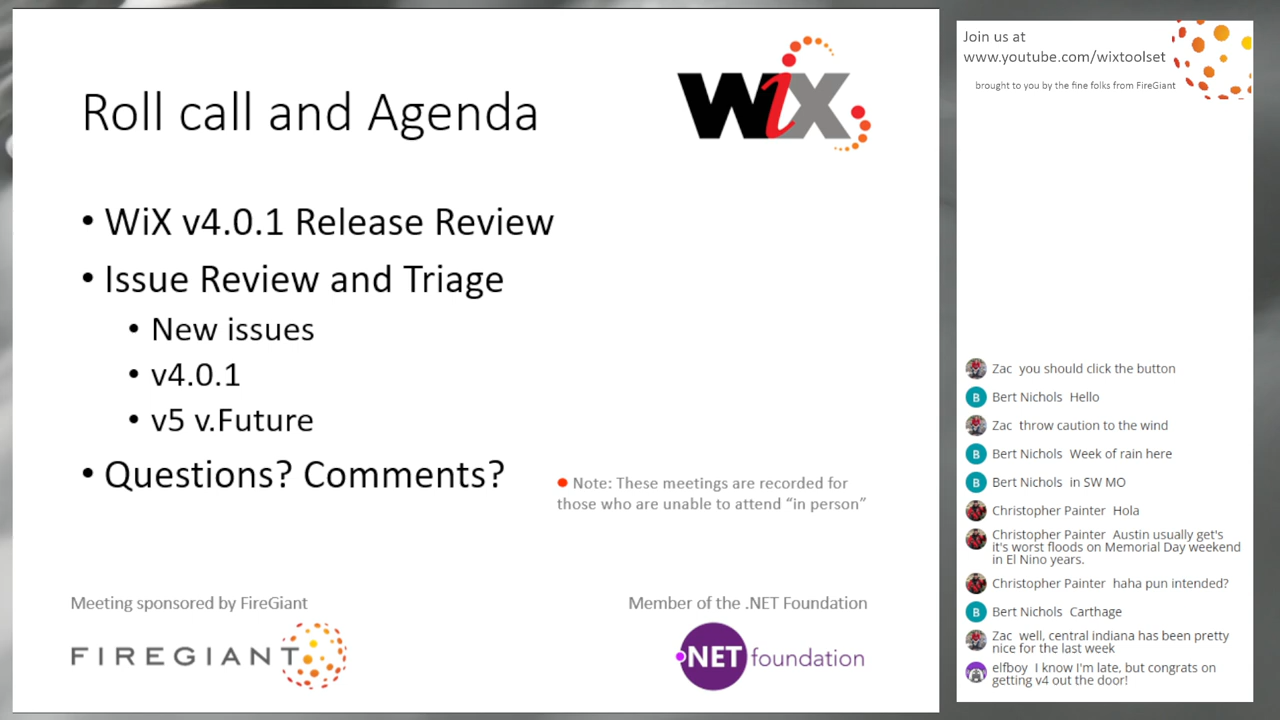 Roll call and Agenda
WiX
• WiX v4.0.1 Release Review
• Issue Review and Triage
• New issues
• v4.0.1
• v5 v.Future
• Questions? Comments?
Note: These meetings are recorded for
those who are unable to attend “in person”
Meeting sponsored by FireGiant
FIREGIANT
Member of the .NET Foundation
.NET foundation
Join us at
www.youtube.com/wixtoolset
brought to you by the fine folks from FireGiant
Zac you should click the button
B Bert Nichols Hello
Zac throw caution to the wind
B Bert Nichols Week of rain here
B Bert Nichols in SW MO
Christopher Painter Hola
Christopher Painter Austin usually get's
it's worst floods on Memorial Day weekend
in El Nino years.
Christopher Painter haha pun intended?
B Bert Nichols Carthage
Zac well, central indiana has been pretty
nice for the last week
elfboy I know I'm late, but congrats on
getting v4 out the door!